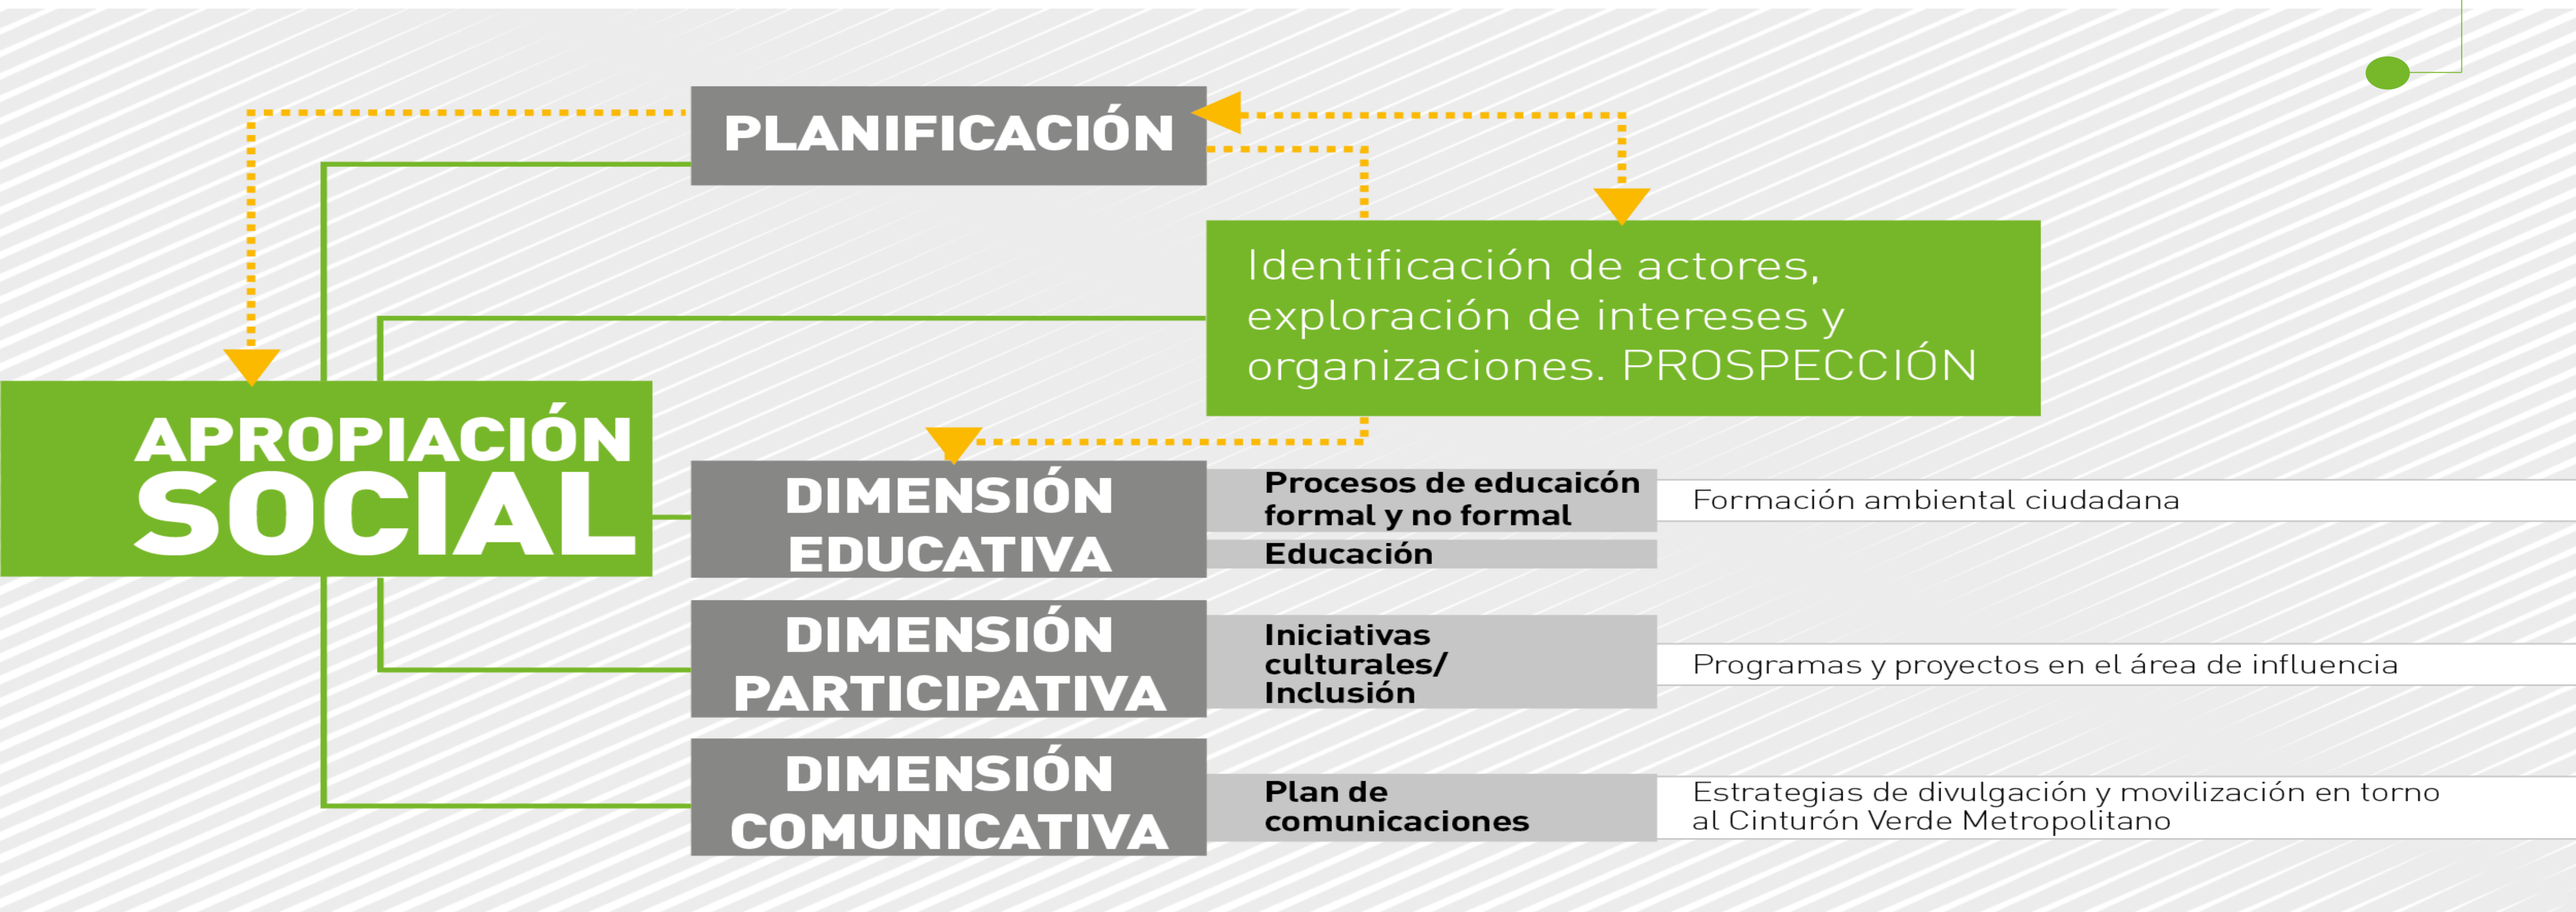 PLANIFICACIÓN
Identificación de actores,
exploración de intereses y
organizaciones. PROSPECCIÓN
APROPIACIÓN
SOCIAL
DIMENSIÓN
EDUCATIVA
Procesos de educaicón
formal y no formal
Educación
Formación ambiental ciudadana
DIMENSIÓN
PARTICIPATIVA
Iniciativas
culturales/
Inclusión
Programas y proyectos en el área de influencia
DIMENSIÓN
COMUNICATIVA
Plan de
comunicaciones
Estrategias de divulgación y movilización en torno
al Cinturón Verde Metropolitano